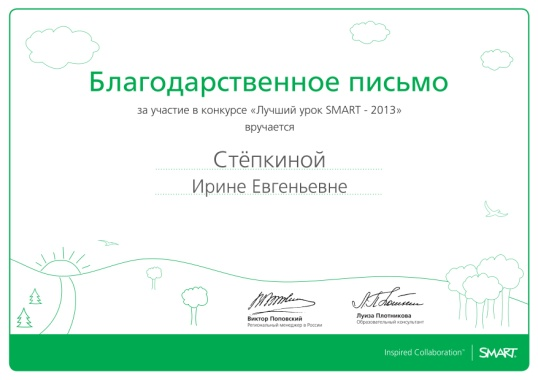 Благодарственное письмо
за участие в конкурсе «Лучший урок SMART - 2013»
вручается
Стёпкиной
Ирине Евгеньевне
Виктор Поповский
Региональный менеджер в России
Луиза Плотникова
Образовательный консультант
Inspired Collaboration™
SMART